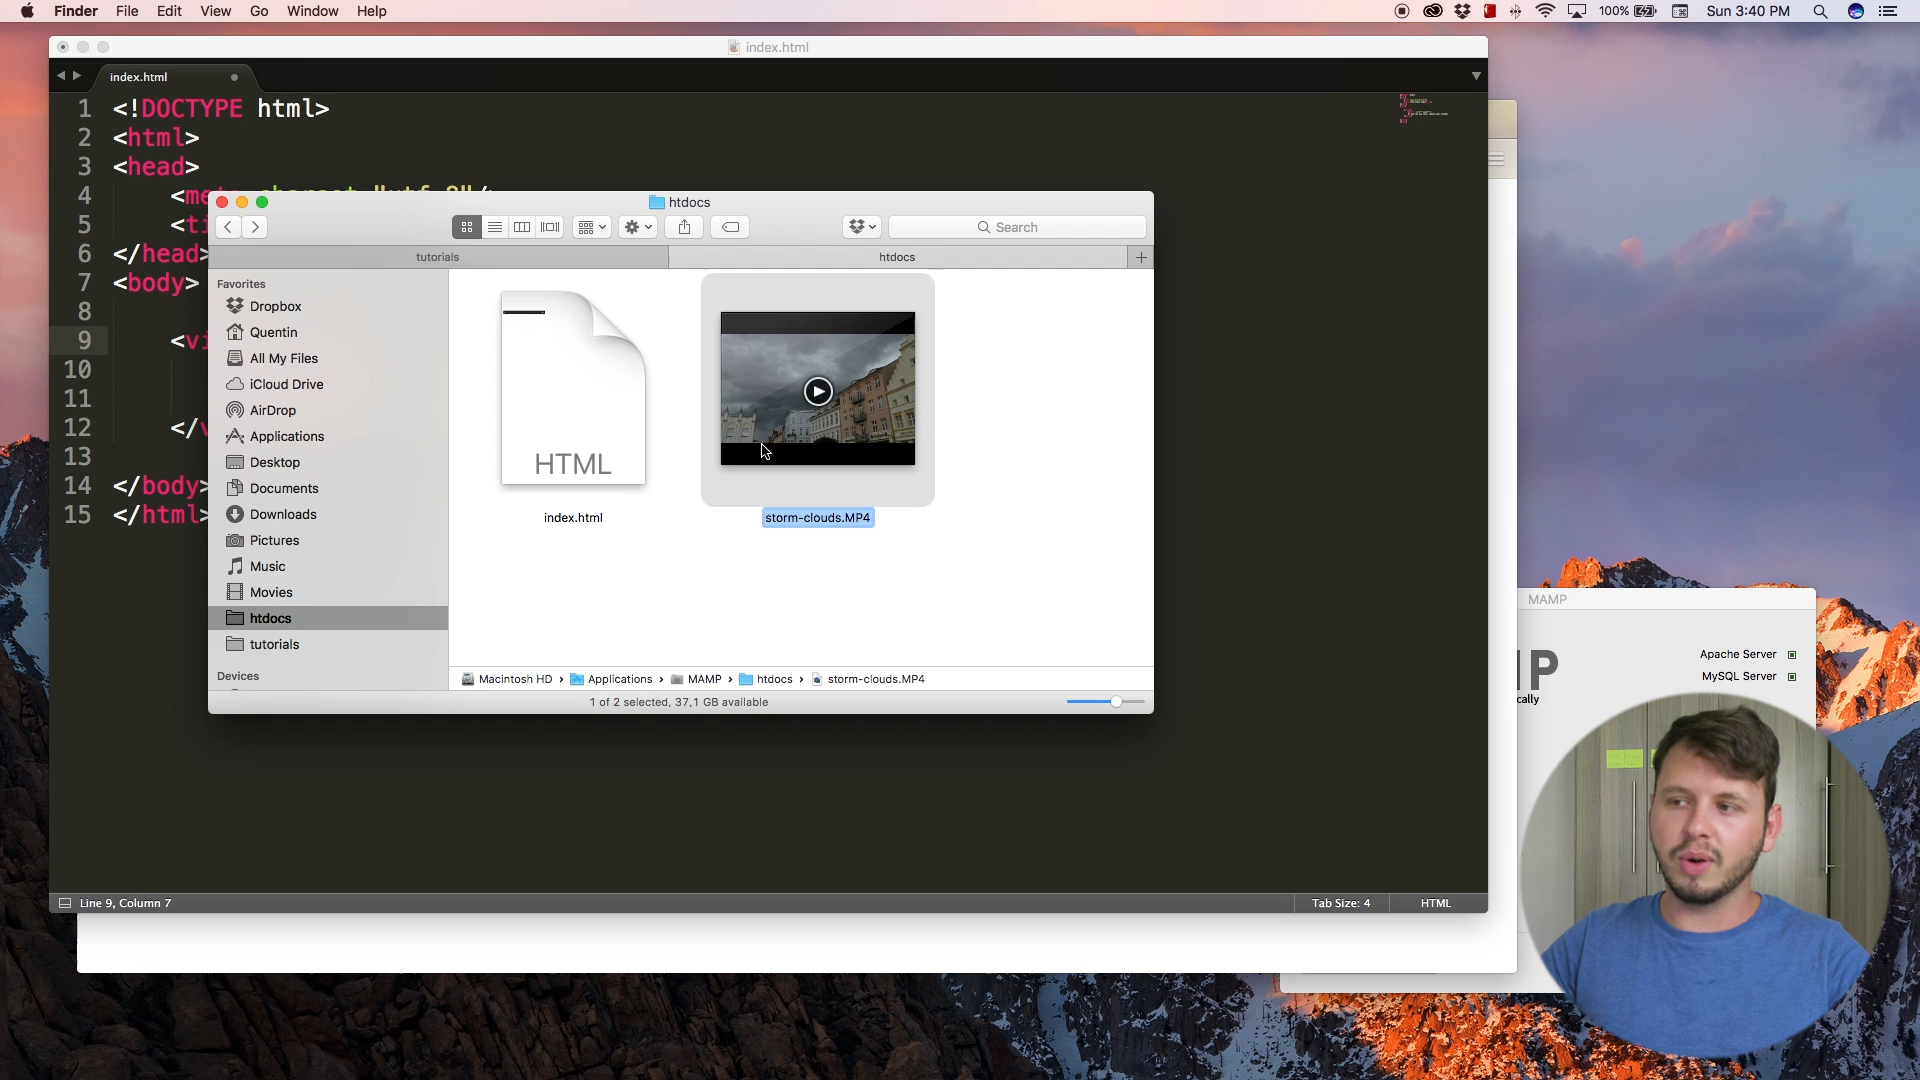 Finder File Edit View Go Window Help
100% Sun 3:40 PM
index.html
index.html
1 <!DOCTYPE html>
2 <html>
3 <head>
4
5 <ti
6 </head>
7 <body>
8
9 <vi
10
11
12 </v
13
14 </body>
15 </html>
htdocs
Search
tutorials htdocs
Favorites
Dropbox
Quentin
All My Files
iCloud Drive
AirDrop
Applications
Desktop
Documents
Downloads
Pictures
Music
Movies
htdocs
tutorials
Devices
HTML
index.html
storm-clouds.MP4
Macintosh HD › Applications › MAMP › htdocs › storm-clouds.MP4
1 of 2 selected, 37,1 GB available
MAMP
Apache Server
MySQL Server
cally
Line 9, Column 7 Tab Size: 4 HTML